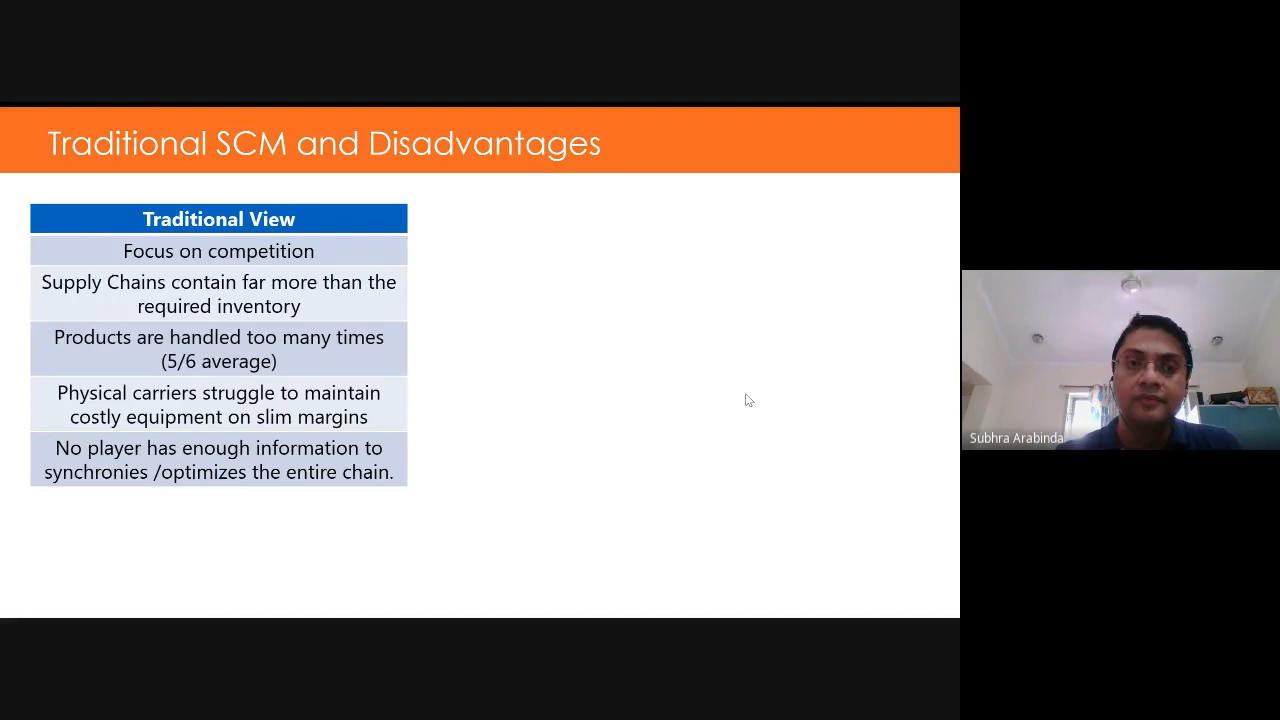 Traditional SCM and Disadvantages
Traditional View
Focus on competition
Supply Chains contain far more than the
required inventory
Products are handled too many times
(5/6 average)
Physical carriers struggle to maintain
costly equipment on slim margins
No player has enough information to
synchronies /optimizes the entire chain.
Subhra Arabinda